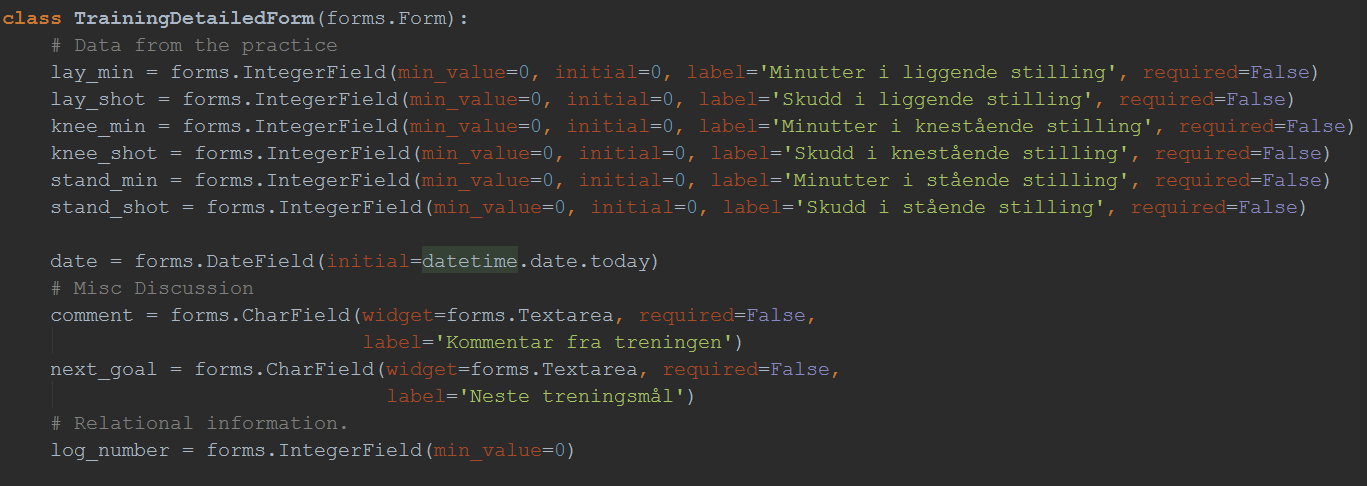 class TrainingDetailedForm(forms.Form):
    # Data from the practice
    lay_min = forms.IntegerField(min_value=0, initial=0, label='Minutter i liggende stilling', required=False)
    lay_shot = forms.IntegerField(min_value=0, initial=0, label='Skudd i liggende stilling', required=False)
    knee_min = forms.IntegerField(min_value=0, initial=0, label='Minutter i knestående stilling', required=False)
    knee_shot = forms.IntegerField(min_value=0, initial=0, label='Skudd i knestående stilling', required=False)
    stand_min = forms.IntegerField(min_value=0, initial=0, label='Minutter i stående stilling', required=False)
    stand_shot = forms.IntegerField(min_value=0, initial=0, label='Skudd i stående stilling', required=False)

    date = forms.DateField(initial=datetime.date.today)
    # Misc Discussion
    comment = forms.CharField(widget=forms.Textarea, required=False,
                              label='Kommentar fra treningen')
    next_goal = forms.CharField(widget=forms.Textarea, required=False,
                                label='Neste treningsmål')
    # Relational information.
    log_number = forms.IntegerField(min_value=0)